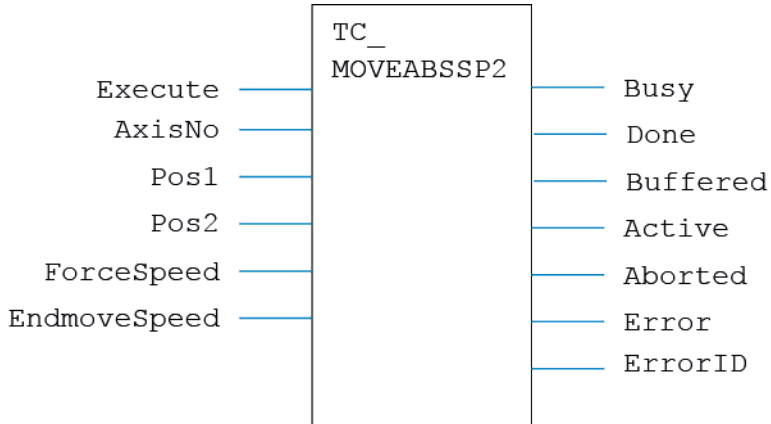 TC_
MOVEABSSP2
Execute
AxisNo
Pos1
Pos2
ForceSpeed
EndmoveSpeed
Busy
Done
Buffered
Active
Aborted
Error
ErrorID